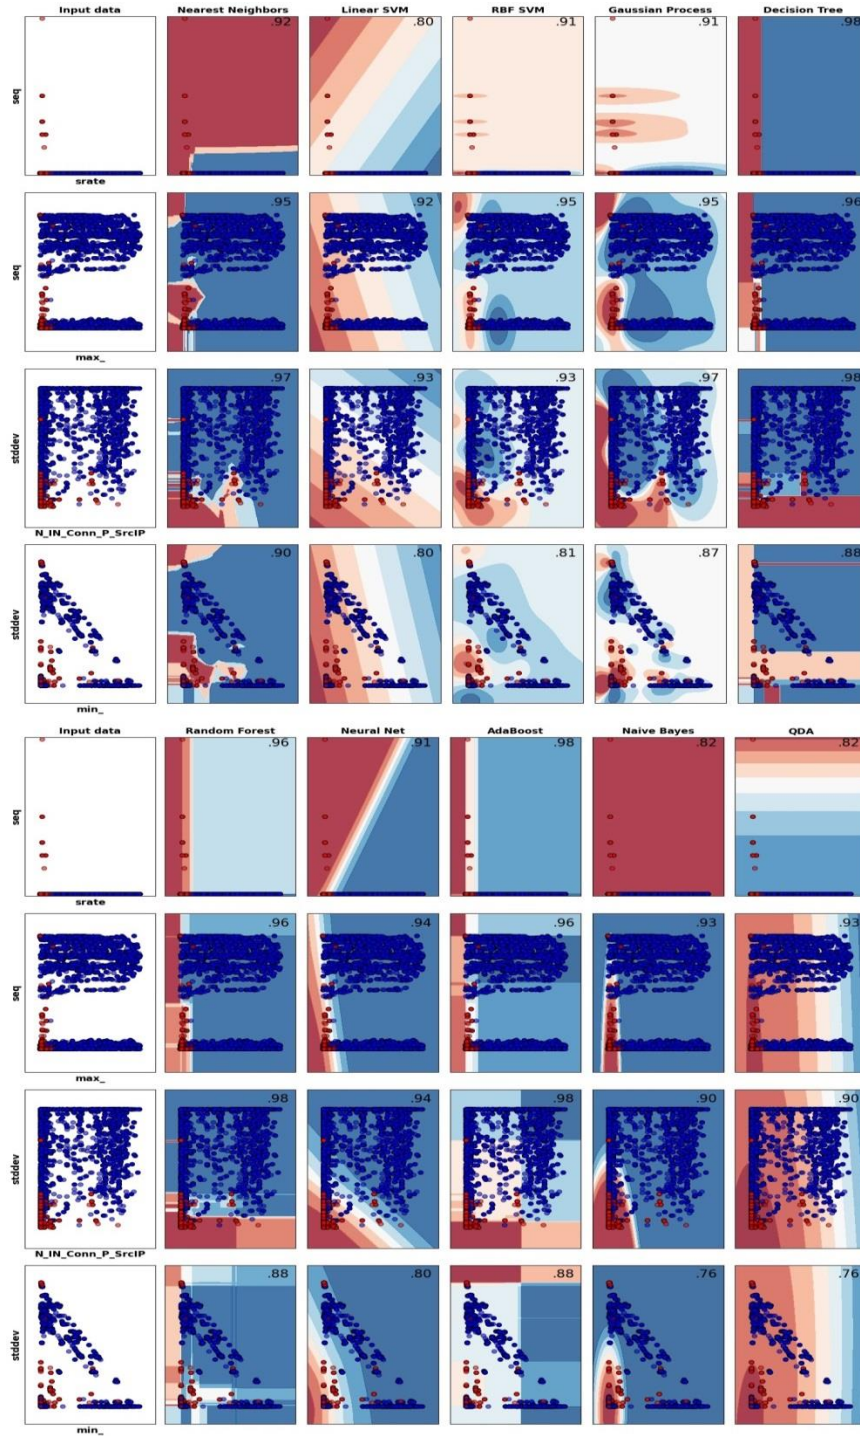 Input data Nearest Neighbors Linear SVM RBF SVM Gaussian Process Decision Tree
.92 .80 .91 .91 .98
seq
srate
.95 .92 .95 .95 .96
seq
max_
.97 .93 .93 .97 .98
stddev
N_IN_Conn_P_SrcIP
.90 .80 .81 .87 .88
stddev
min_
Input data Random Forest Neural Net AdaBoost Naive Bayes QDA
.96 .91 .98 .82 .82
seq
srate
.96 .94 .96 .93 .93
seq
max_
.98 .94 .98 .90 .90
stddev
N_IN_Conn_P_SrcIP
.88 .80 .88 .76 .76
stddev
min_